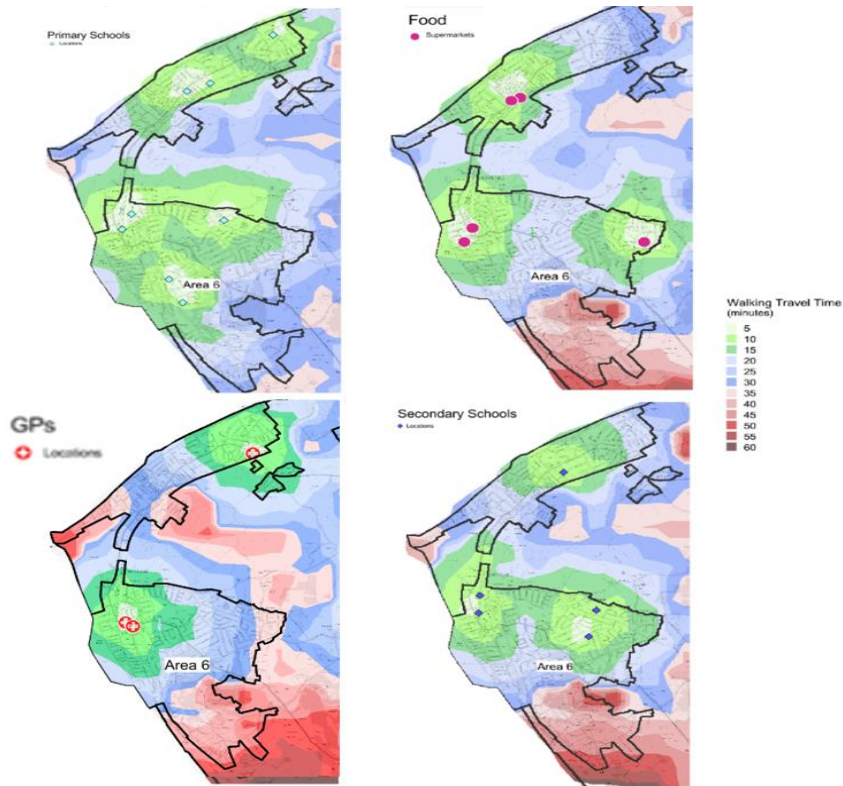 Primary Schools
Locations
Area 6
Food
Supermarkets
Area 6
Walking Travel Time
(minutes)
5
10
15
20
25
30
35
40
45
50
55
60
GPs
Locations
Area 6
Secondary Schools
Locations
Area 6